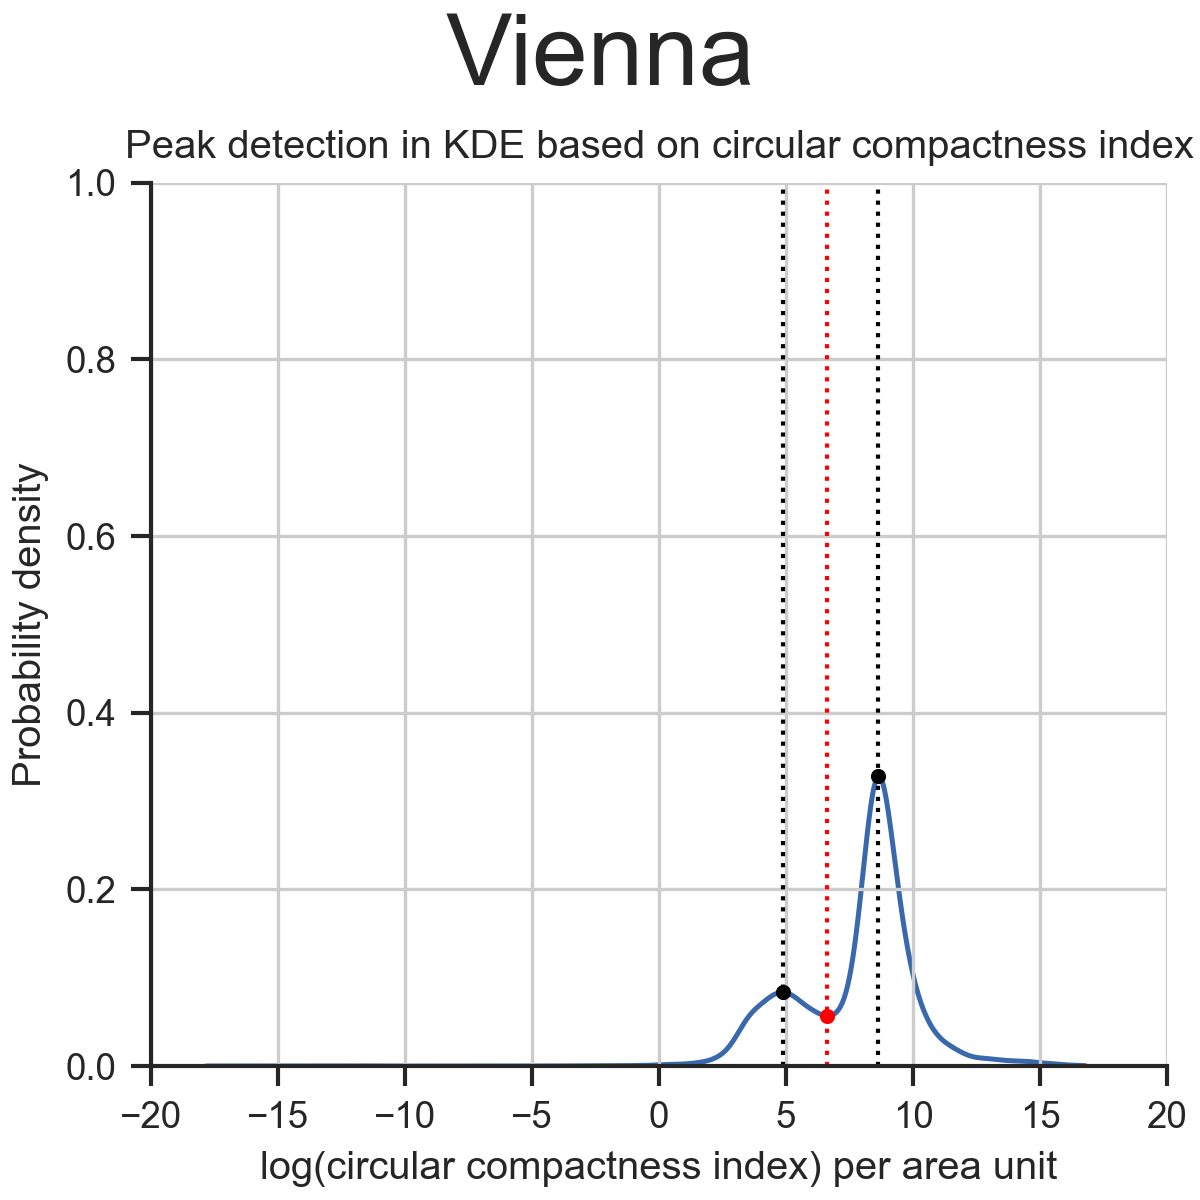 Vienna
Peak detection in KDE based on circular compactness index
1.0
0.8
0.6
0.4
0.2
0.0
Probability density
−20 −15 −10 −5 0 5 10 15 20
log(circular compactness index) per area unit